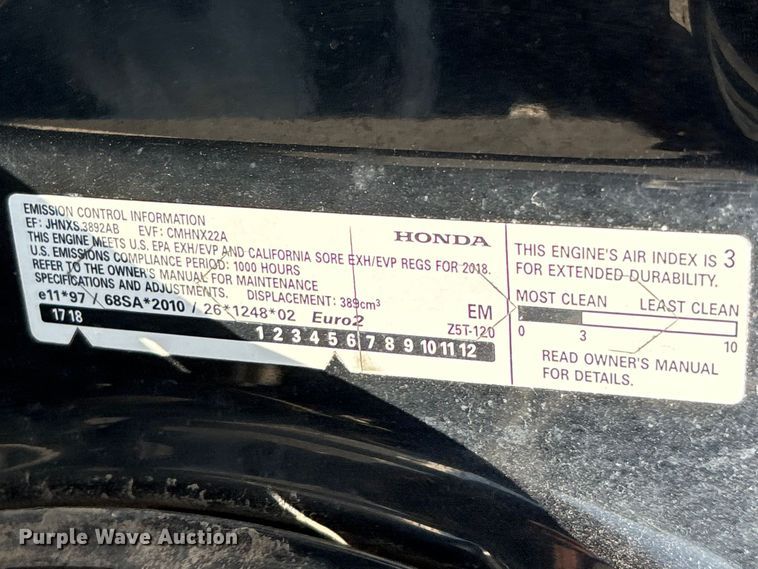 EMISSION CONTROL INFORMATION
EF: JHNXS.3892AB EVF: CMHNX22A
HONDA
THIS ENGINE MEETS U.S. EPA EXH/EVP AND CALIFORNIA SORE EXH/EVP REGS FOR 2018.
U.S. EMISSIONS COMPLIANCE PERIOD: 1000 HOURS
REFER TO THE OWNER'S MANUAL FOR MAINTENANCE
SPECIFICATIONS AND ADJUSTMENTS. DISPLACEMENT: 389cm³
e11*97 / 68SA*2010 / 26*1248*02 Euro2
EM
Z5T-120
17 18
1 2 3 4 5 6 7 8 9 10 11 12
THIS ENGINE'S AIR INDEX IS 3
FOR EXTENDED DURABILITY.
MOST CLEAN LEAST CLEAN
0 3 10
READ OWNER'S MANUAL
FOR DETAILS.
Purple Wave Auction